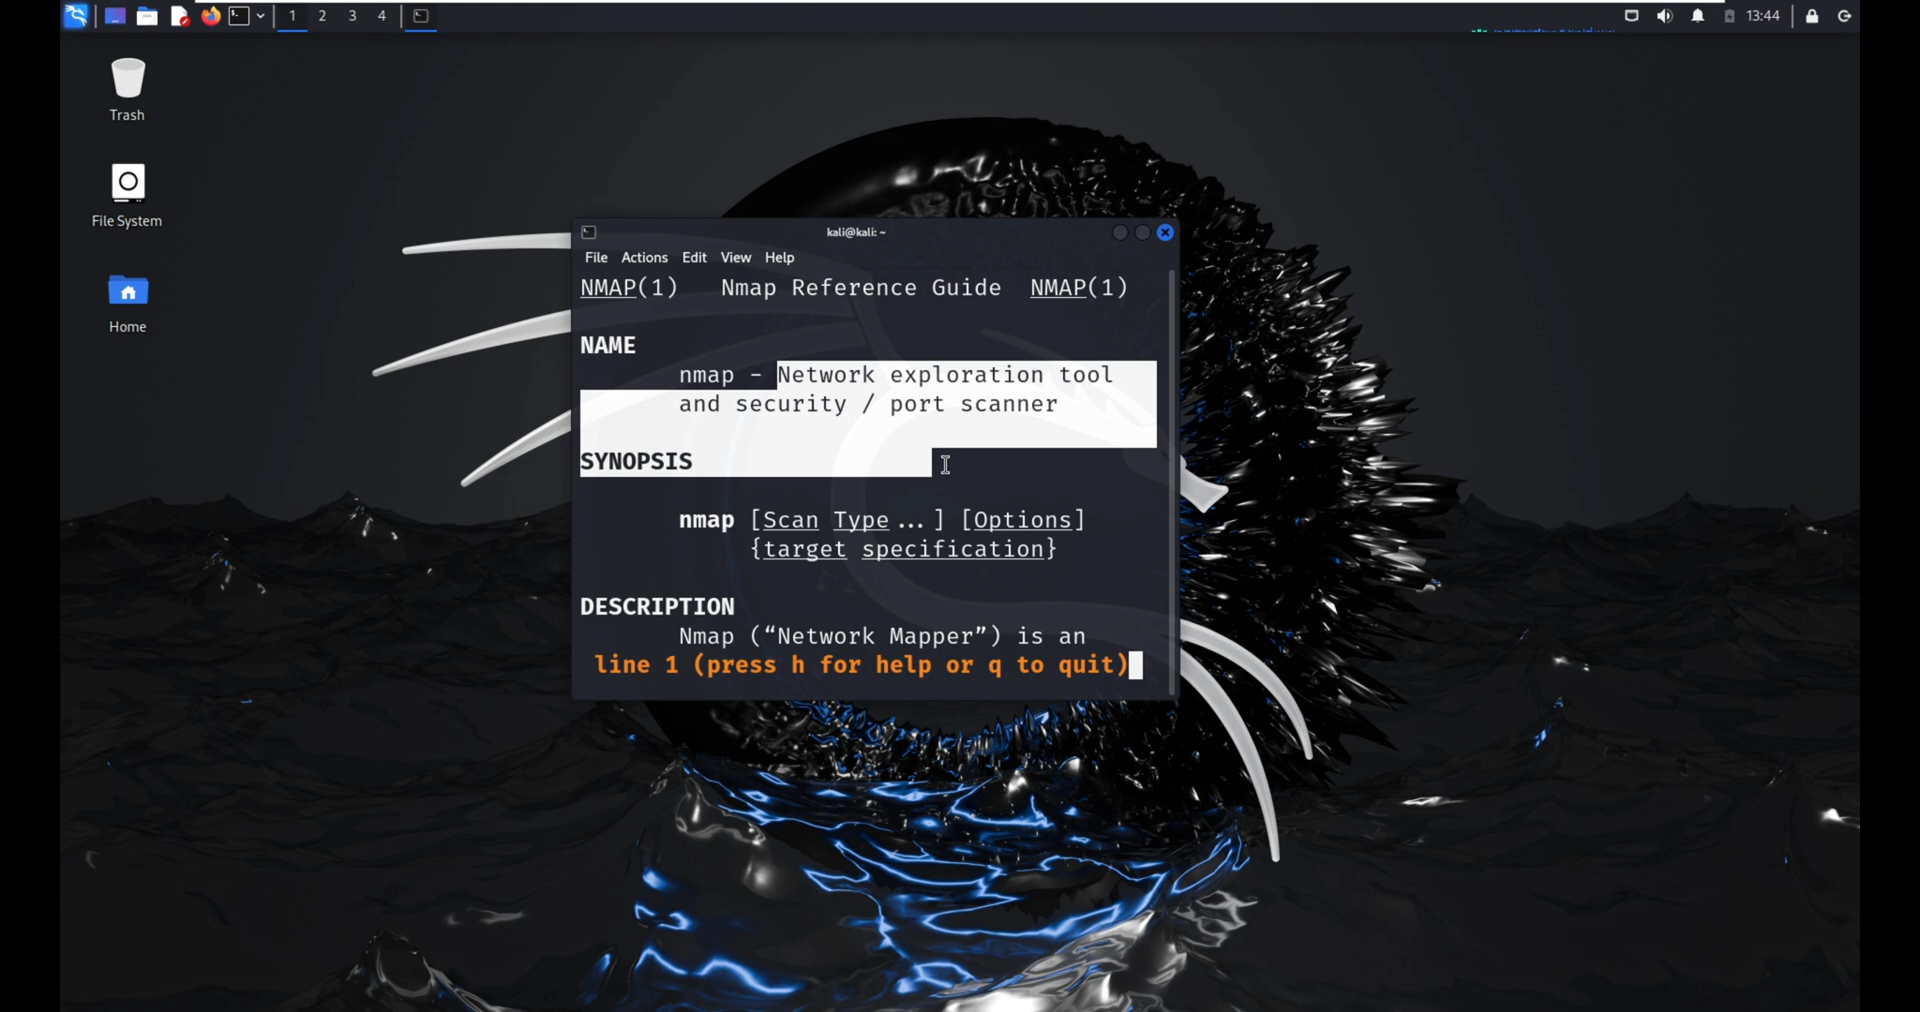 1 2 3 4
13:44
Trash
File System
Home
kali@kali: ~
File Actions Edit View Help
NMAP(1) Nmap Reference Guide NMAP(1)
NAME
nmap - Network exploration tool
and security / port scanner
SYNOPSIS
nmap [Scan Type...] [Options]
{target specification}
DESCRIPTION
Nmap (“Network Mapper”) is an
line 1 (press h for help or q to quit)